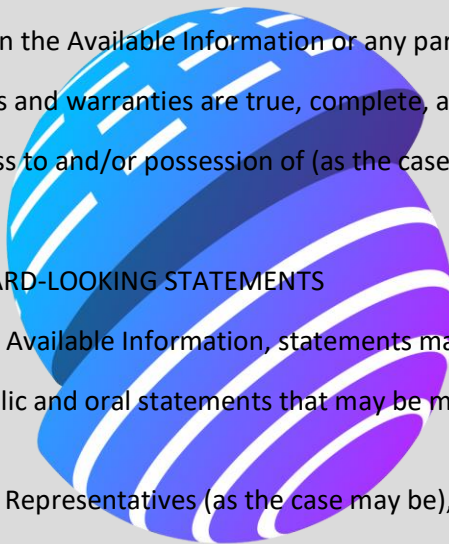 n the Available Information or any par
s and warranties are true, complete, a
ss to and/or possession of (as the case
ARD-LOOKING STATEMENTS
Available Information, statements ma
lic and oral statements that may be m
Representatives (as the case may be),